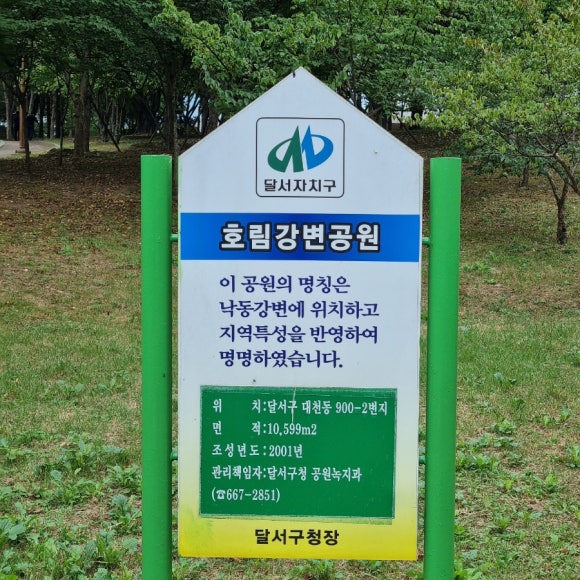 달서자치구
호림강변공원
이 공원의 명칭은
낙동강변에 위치하고
지역특성을 반영하여
명명하였습니다.
위 치:달서구 대천동 900-2번지
면 적:10,599m2
조성년도:2001년
관리책임자:달서구청 공원녹지과
(☎667-2851)
달서구청장